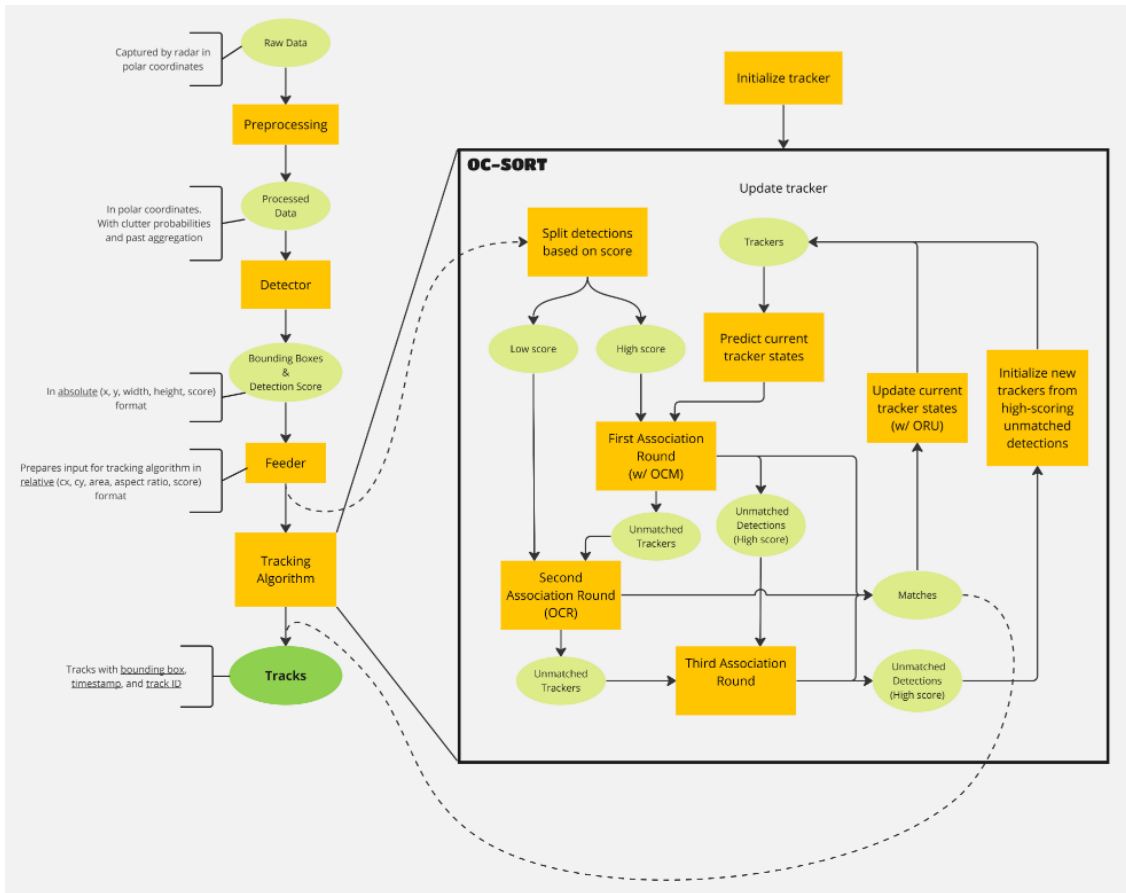 Raw Data
Captured by radar in
polar coordinates
Preprocessing
Processed
Data
In polar coordinates.
With clutter probabilities
and past aggregation
Detector
Bounding Boxes
&
Detection Score
In absolute (x, y, width, height, score)
format
Feeder
Prepares input for tracking algorithm in
relative (cx, cy, area, aspect ratio, score)
format
Tracking
Algorithm
Tracks
Tracks with bounding box,
timestamp, and track ID
Initialize tracker
OC-SORT
Update tracker
Split detections
based on score
Trackers
Low score
High score
Predict current
tracker states
Update current
tracker states
(w/ ORU)
Initialize new
trackers from
high-scoring
unmatched
detections
First Association
Round
(w/ OCM)
Unmatched
Trackers
Unmatched
Detections
(High score)
Second
Association Round
(OCR)
Matches
Unmatched
Trackers
Third Association
Round
Unmatched
Detections
(High score)